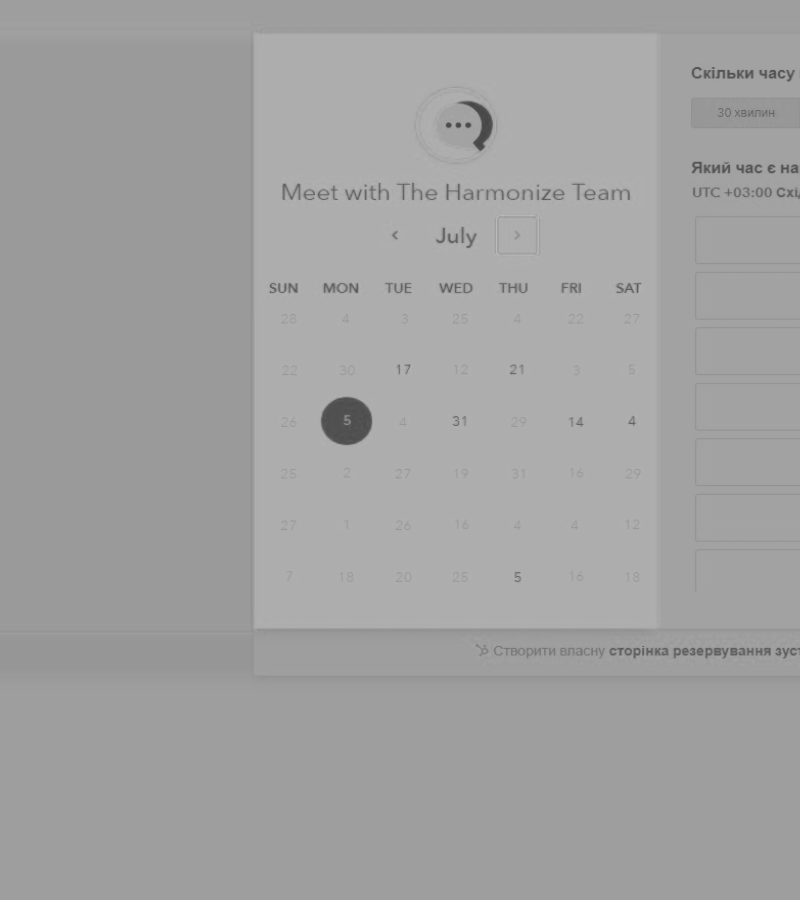 Meet with The Harmonize Team
July
SUN MON TUE WED THU FRI SAT
28 4 3 25 4 22 27
22 30 17 12 21 3 5
26 5 4 31 29 14 4
25 2 27 19 31 16 29
27 1 26 16 4 4 12
7 18 20 25 5 16 18
Скільки часу
30 хвилин
Який час є на
UTC +03:00 Схі
Створити власну сторінка резервування зуст